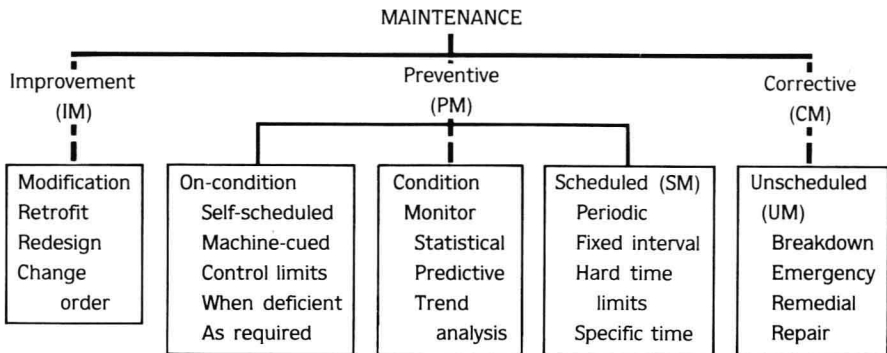 MAINTENANCE
Improvement
(IM)
Preventive
(PM)
Corrective
(CM)
Modification
Retrofit
Redesign
Change
order
On-condition
Self-scheduled
Machine-cued
Control limits
When deficient
As required
Condition
Monitor
Statistical
Predictive
Trend
analysis
Scheduled (SM)
Periodic
Fixed interval
Hard time
limits
Specific time
Unscheduled
(UM)
Breakdown
Emergency
Remedial
Repair